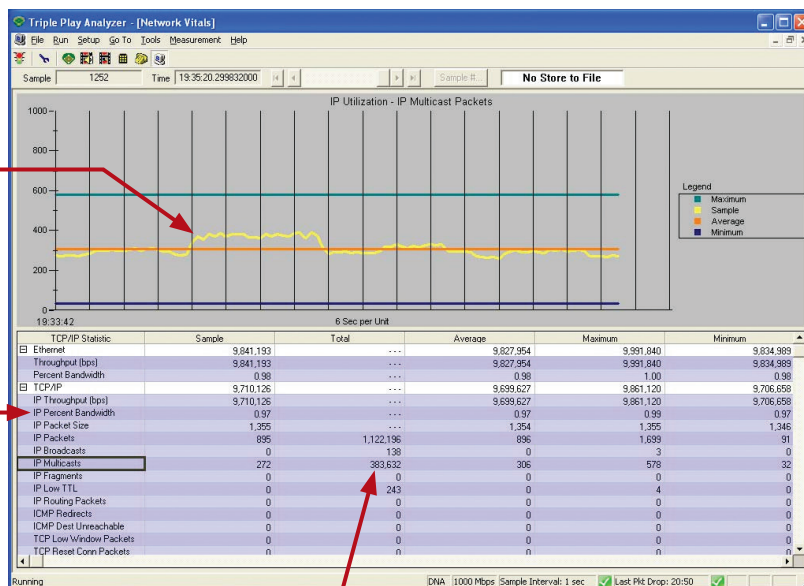 Triple Play Analyzer - [Network Vitals]
File Run Setup Go To Tools Measurement Help
Sample 1252 Time 19:35:20.299832000 Sample #... No Store to File
IP Utilization - IP Multicast Packets
1000
800
600
400
200
0
Legend
Maximum
Sample
Average
Minimum
19:33:42 6 Sec per Unit
TCP/IP Statistic Sample Total Average Maximum Minimum
Ethernet 9,841,193 --- 9,827,954 9,991,840 9,834,989
Throughput (bps) 9,841,193 --- 9,827,954 9,991,840 9,834,989
Percent Bandwidth 0.98 --- 0.98 1.00 0.98
TCP/IP 9,710,126 --- 9,699,627 9,861,120 9,706,658
IP Throughput (bps) 9,710,126 --- 9,699,627 9,861,120 9,706,658
IP Percent Bandwidth 0.97 --- 0.97 0.99 0.97
IP Packet Size 1,355 --- 1,354 1,355 1,346
IP Packets 895 1,122,196 896 1,699 91
IP Broadcasts 0 138 0 3 0
IP Multicasts 272 383,632 306 578 32
IP Fragments 0 0 0 0 0
IP Low TTL 0 243 0 4 0
IP Routing Packets 0 0 0 0 0
ICMP Redirects 0 0 0 0 0
ICMP Dest Unreachable 0 0 0 0 0
TCP Low Window Packets 0 0 0 0 0
TCP Reset Conn Packets 0 0 0 0 0
Running DNA 1000 Mbps Sample Interval: 1 sec Last Pkt Drop: 20:50